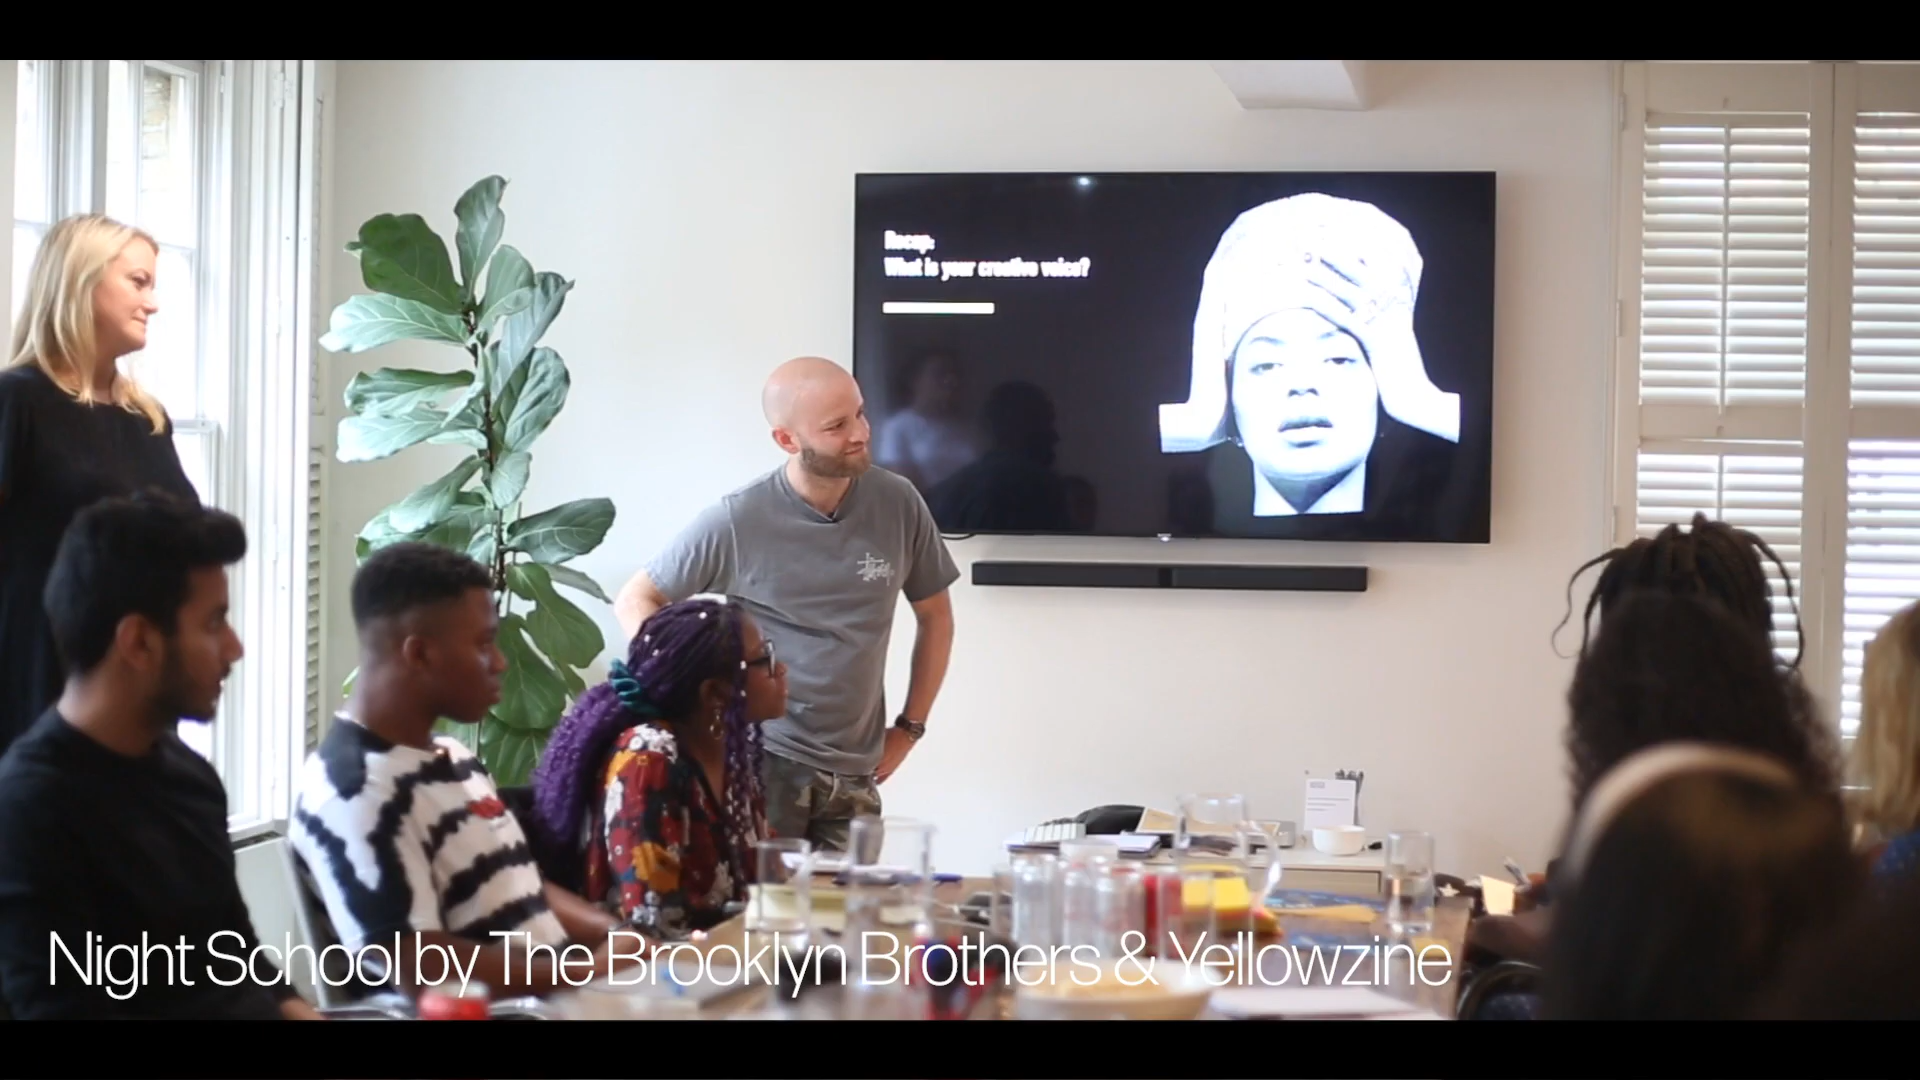 Recap:
What is your creative voice?
Night School by The Brooklyn Brothers & Yellowzine